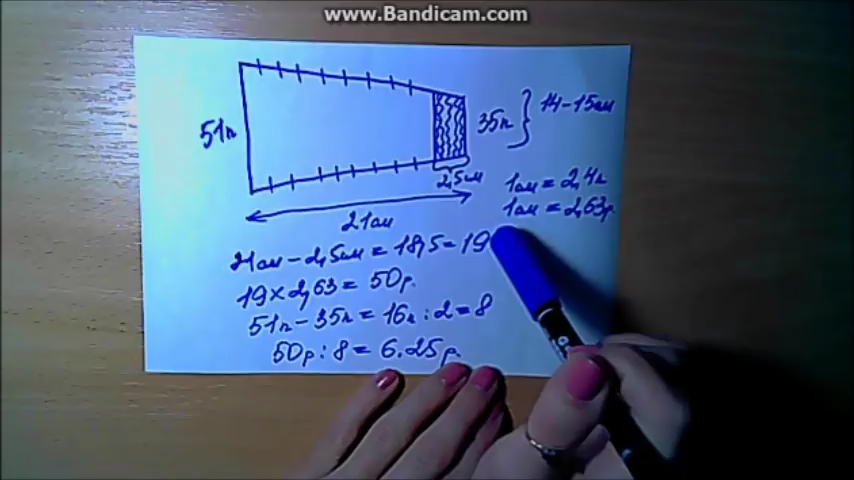 www.Bandicam.com
51п
35п } 14-15см
2,5см
21см
1см = 2,4п
1см = 2,63р.
21см - 2,5см = 18,5 = 19
19 × 2,63 = 50р.
51п - 35п = 16п : 2 = 8
50р : 8 = 6.25р.